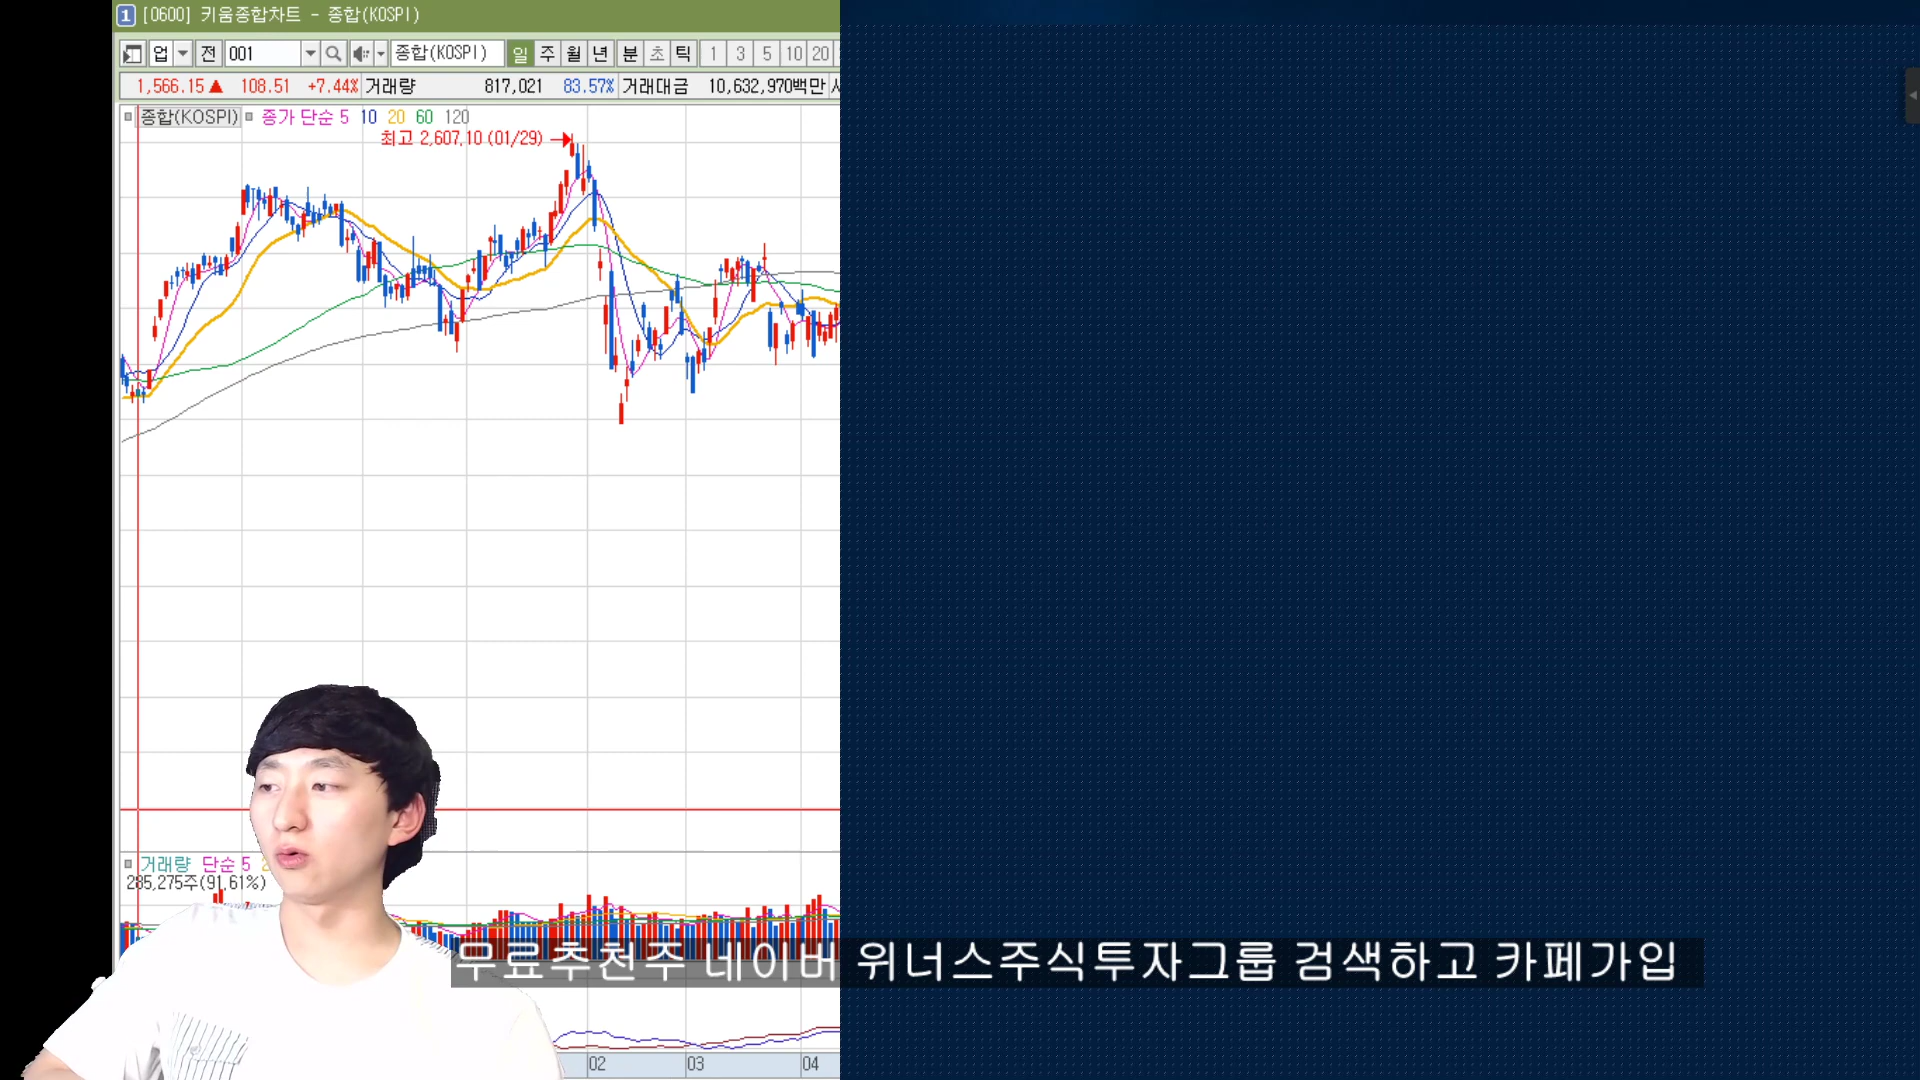 1 [0600] 키움종합차트 - 종합(KOSPI)
업 전 001 종합(KOSPI) 일 주 월 년 분 초 틱 1 3 5 10 20
1,566.15▲ 108.51 +7.44% 거래량 817,021 83.57% 거래대금 10,632,970백만
종합(KOSPI) 종가 단순 5 10 20 60 120
최고 2,607.10 (01/29)
거래량 단순 5
285,275주(91.61%)
무료추천주 네이버 위너스주식투자그룹 검색하고 카페가입
02 03 04